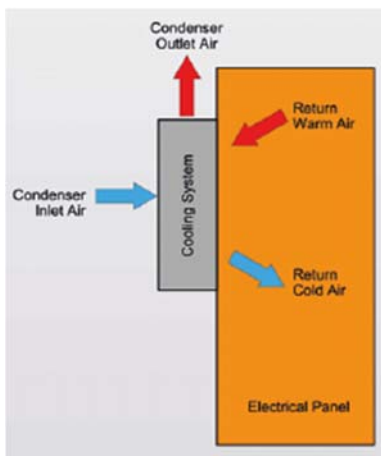 Condenser
Outlet Air
Return
Warm Air
Cooling System
Condenser
Inlet Air
Return
Cold Air
Electrical Panel